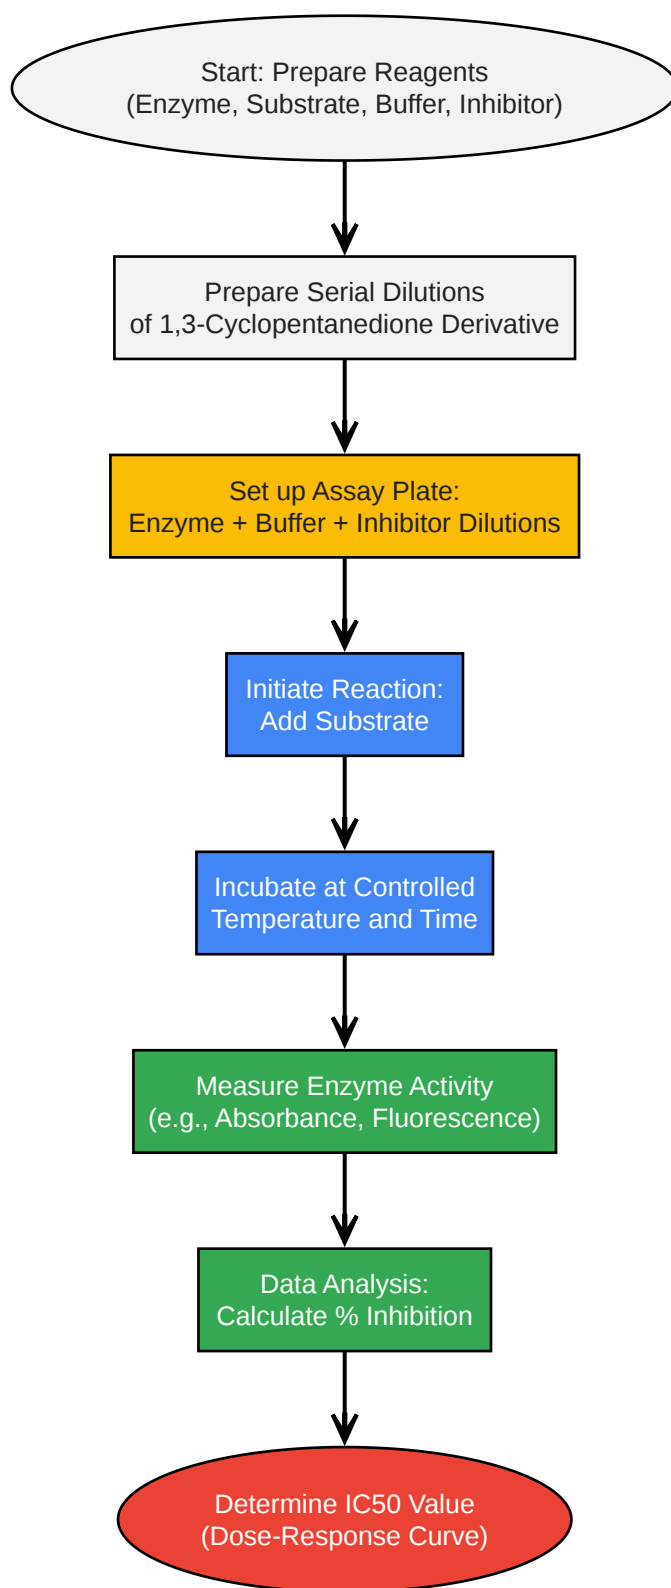 Start: Prepare Reagents
(Enzyme, Substrate, Buffer, Inhibitor)
Prepare Serial Dilutions
of 1,3-Cyclopentanedione Derivative
Set up Assay Plate:
Enzyme + Buffer + Inhibitor Dilutions
Initiate Reaction:
Add Substrate
Incubate at Controlled
Temperature and Time
Measure Enzyme Activity
(e.g., Absorbance, Fluorescence)
Data Analysis:
Calculate % Inhibition
Determine IC50 Value
(Dose-Response Curve)